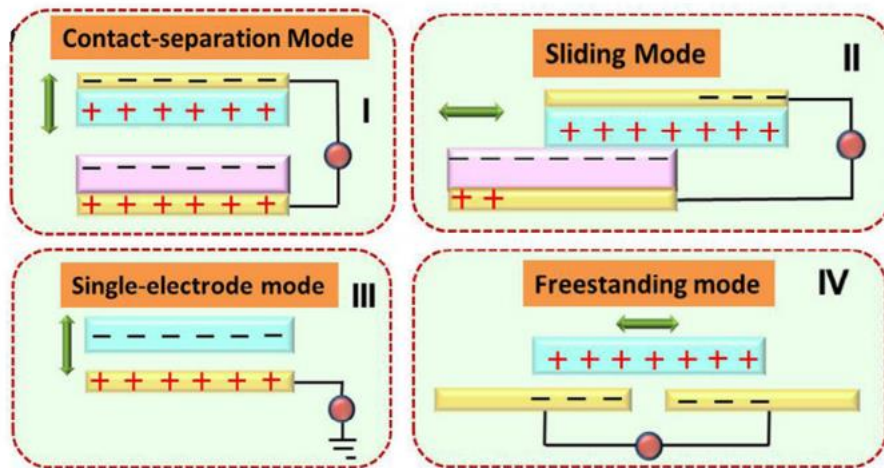 Contact-separation Mode
I
Sliding Mode
II
Single-electrode mode
III
Freestanding mode
IV